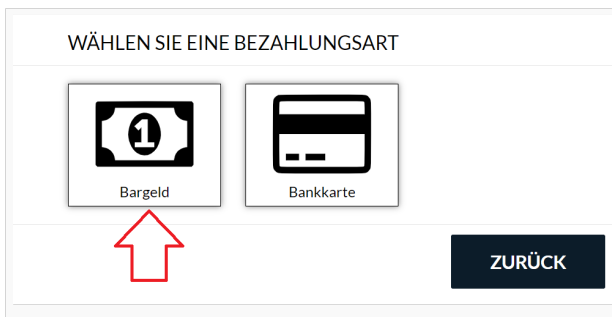 WÄHLEN SIE EINE BEZAHLUNGSART
1
Bargeld
Bankkarte
ZURÜCK